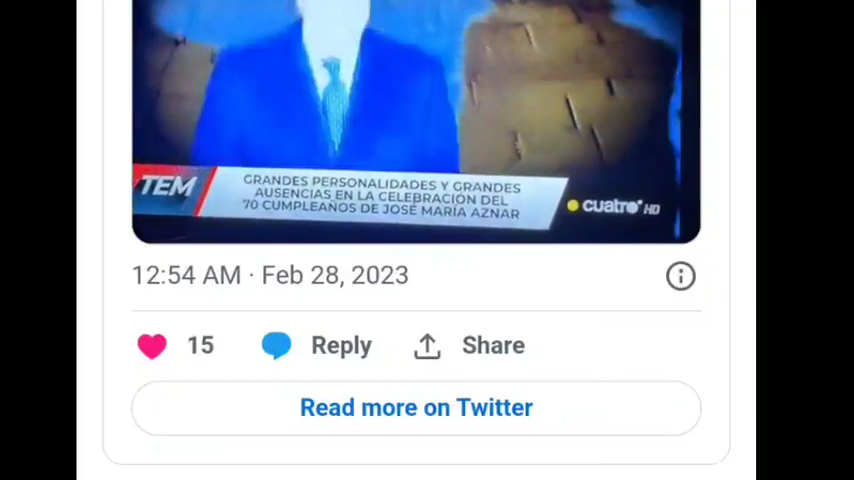 TEM
GRANDES PERSONALIDADES Y GRANDES
AUSENCIAS EN LA CELEBRACIÓN DEL
70 CUMPLEAÑOS DE JOSÉ MARÍA AZNAR
cuatro HD
12:54 AM · Feb 28, 2023
15 Reply Share
Read more on Twitter